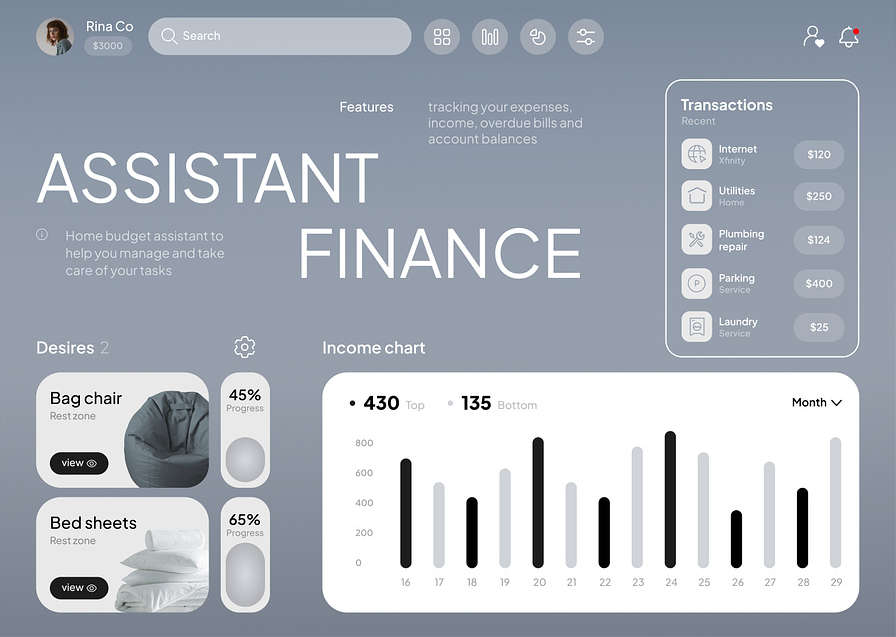 Rina Co
$3000
Search
Features
tracking your expenses,
income, overdue bills and
account balances
ASSISTANT
FINANCE
Home budget assistant to
help you manage and take
care of your tasks
Transactions
Recent
Internet
Xfinity
$120
Utilities
Home
$250
Plumbing
repair
$124
P
Parking
Service
$400
Laundry
Service
$25
Desires 2
Bag chair
Rest zone
view
45%
Progress
Bed sheets
Rest zone
view
65%
Progress
Income chart
430 Top 135 Bottom
Month
800
600
400
200
0
16 17 18 19 20 21 22 23 24 25 26 27 28 29